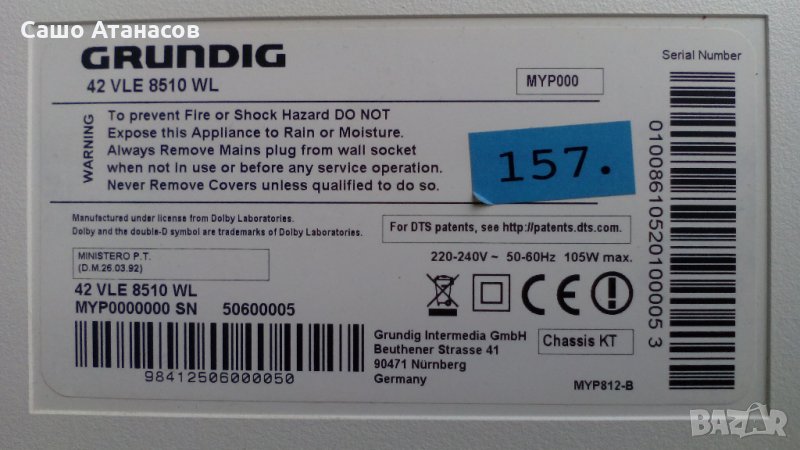 Сашо Атанасов
GRUNDIG
42 VLE 8510 WL
MYP000
Serial Number
WARNING
To prevent Fire or Shock Hazard DO NOT
Expose this Appliance to Rain or Moisture.
Always Remove Mains plug from wall socket
when not in use or before any service operation.
Never Remove Covers unless qualified to do so.
157.
Manufactured under license from Dolby Laboratories.
Dolby and the double-D symbol are trademarks of Dolby Laboratories.
For DTS patents, see http://patents.dts.com.
MINISTERO P.T.
(D.M.26.03.92)
220-240V ~ 50-60Hz 105W max.
42 VLE 8510 WL
MYP0000000 SN 50600005
CE
Grundig Intermedia GmbH
Beuthener Strasse 41
90471 Nürnberg
Germany
Chassis KT
98412506000050
MYP812-B
01008610520100005 3
BAZAR